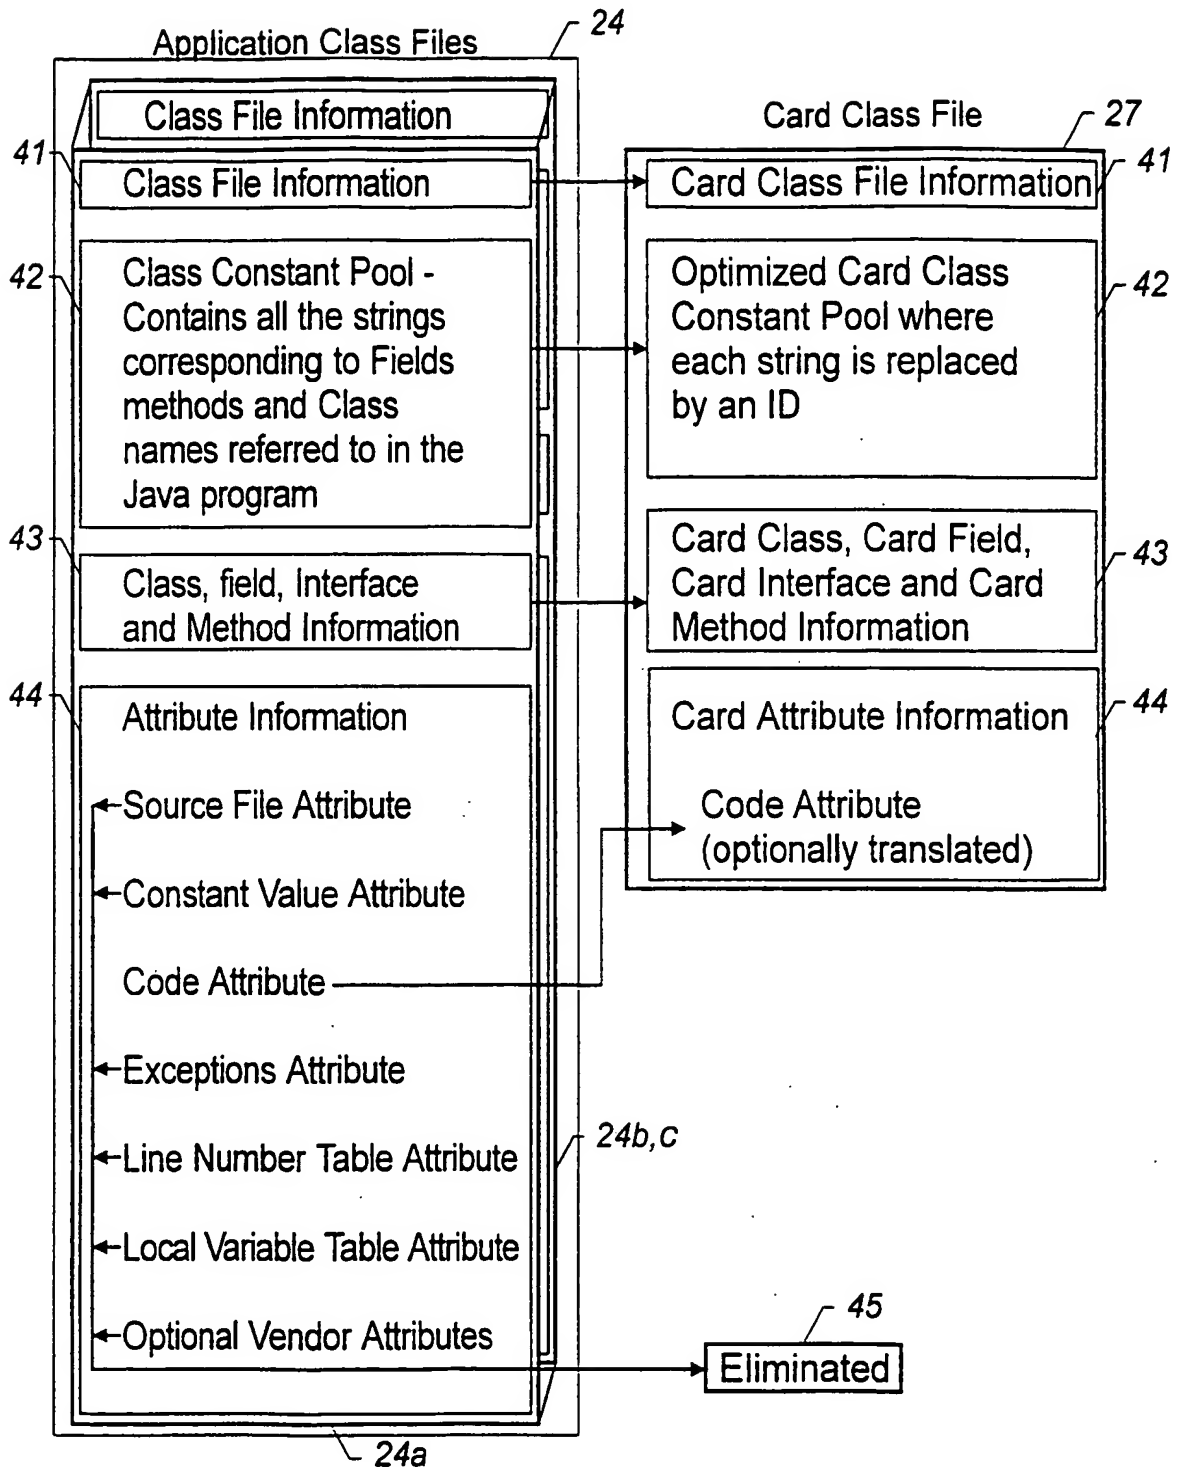 24
Application Class Files
Class File Information
41
Class File Information
42
Class Constant Pool -
Contains all the strings
corresponding to Fields
methods and Class
names referred to in the
Java program
43
Class, field, Interface
and Method Information
44
Attribute Information
Source File Attribute
Constant Value Attribute
Code Attribute
Exceptions Attribute
Line Number Table Attribute
Local Variable Table Attribute
Optional Vendor Attributes
24b,c
24a
Card Class File
27
Card Class File Information
41
Optimized Card Class
Constant Pool where
each string is replaced
by an ID
42
Card Class, Card Field,
Card Interface and Card
Method Information
43
Card Attribute Information
44
Code Attribute
(optionally translated)
45
Eliminated